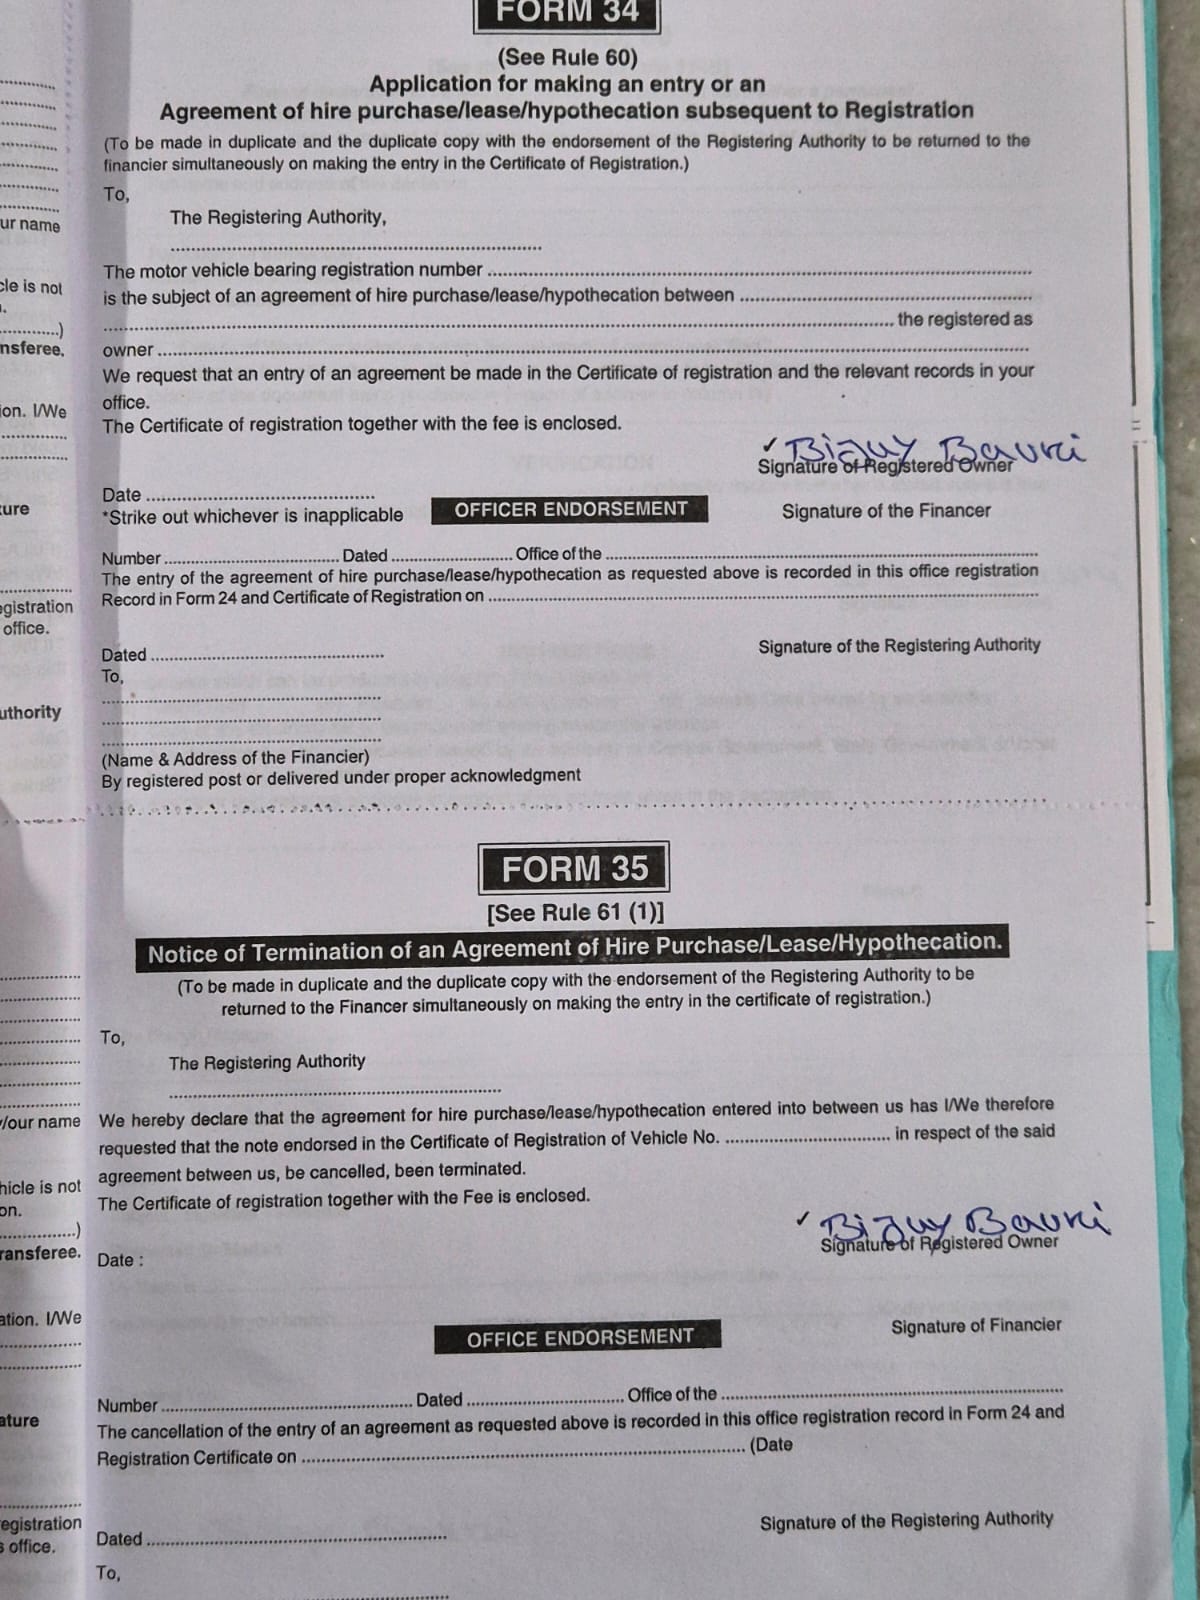 FORM 34
(See Rule 60)
Application for making an entry or an
Agreement of hire purchase/lease/hypothecation subsequent to Registration
(To be made in duplicate and the duplicate copy with the endorsement of the Registering Authority to be returned to the
financier simultaneously on making the entry in the Certificate of Registration.)
To,
The Registering Authority,
The motor vehicle bearing registration number
is the subject of an agreement of hire purchase/lease/hypothecation between
the registered as
owner
We request that an entry of an agreement be made in the Certificate of registration and the relevant records in your
office.
The Certificate of registration together with the fee is enclosed.
✓ Bijuy Bauri
Signature of Registered Owner
Date
*Strike out whichever is inapplicable
OFFICER ENDORSEMENT
Signature of the Financer
Number Dated Office of the
The entry of the agreement of hire purchase/lease/hypothecation as requested above is recorded in this office registration
Record in Form 24 and Certificate of Registration on
Dated
Signature of the Registering Authority
To,
(Name & Address of the Financier)
By registered post or delivered under proper acknowledgment
FORM 35
[See Rule 61 (1)]
Notice of Termination of an Agreement of Hire Purchase/Lease/Hypothecation.
(To be made in duplicate and the duplicate copy with the endorsement of the Registering Authority to be
returned to the Financer simultaneously on making the entry in the certificate of registration.)
To,
The Registering Authority
We hereby declare that the agreement for hire purchase/lease/hypothecation entered into between us has I/We therefore
requested that the note endorsed in the Certificate of Registration of Vehicle No. in respect of the said
agreement between us, be cancelled, been terminated.
The Certificate of registration together with the Fee is enclosed.
✓ Bijuy Bauri
Signature of Registered Owner
Date :
Signature of Financier
OFFICE ENDORSEMENT
Number Dated Office of the
The cancellation of the entry of an agreement as requested above is recorded in this office registration record in Form 24 and
Registration Certificate on (Date
Signature of the Registering Authority
Dated
To,